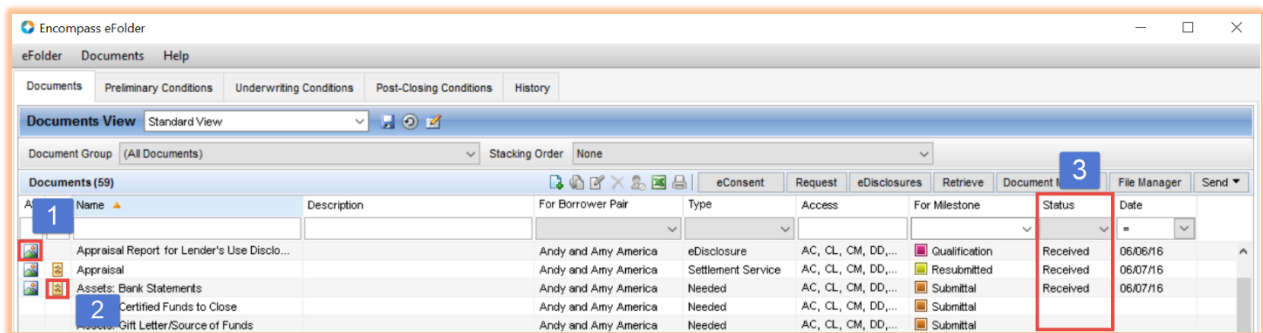 Encompass eFolder
eFolder Documents Help
Documents Preliminary Conditions Underwriting Conditions Post-Closing Conditions History
Documents View Standard View
Document Group (All Documents) Stacking Order None
Documents (59) eConsent Request eDisclosures Retrieve Document M 3 File Manager Send
A 1 Name Description For Borrower Pair Type Access For Milestone Status Date
=
Appraisal Report for Lender's Use Disclo... Andy and Amy America eDisclosure AC, CL, CM, DD,... Qualification Received 06/06/16
Appraisal Andy and Amy America Settlement Service AC, CL, CM, DD,... Resubmitted Received 06/07/16
Assets: Bank Statements Andy and Amy America Needed AC, CL, CM, DD,... Submittal Received 06/07/16
2 Certified Funds to Close Andy and Amy America Needed AC, CL, CM, DD,... Submittal
Gift Letter/Source of Funds Andy and Amy America Needed AC, CL, CM, DD,... Submittal